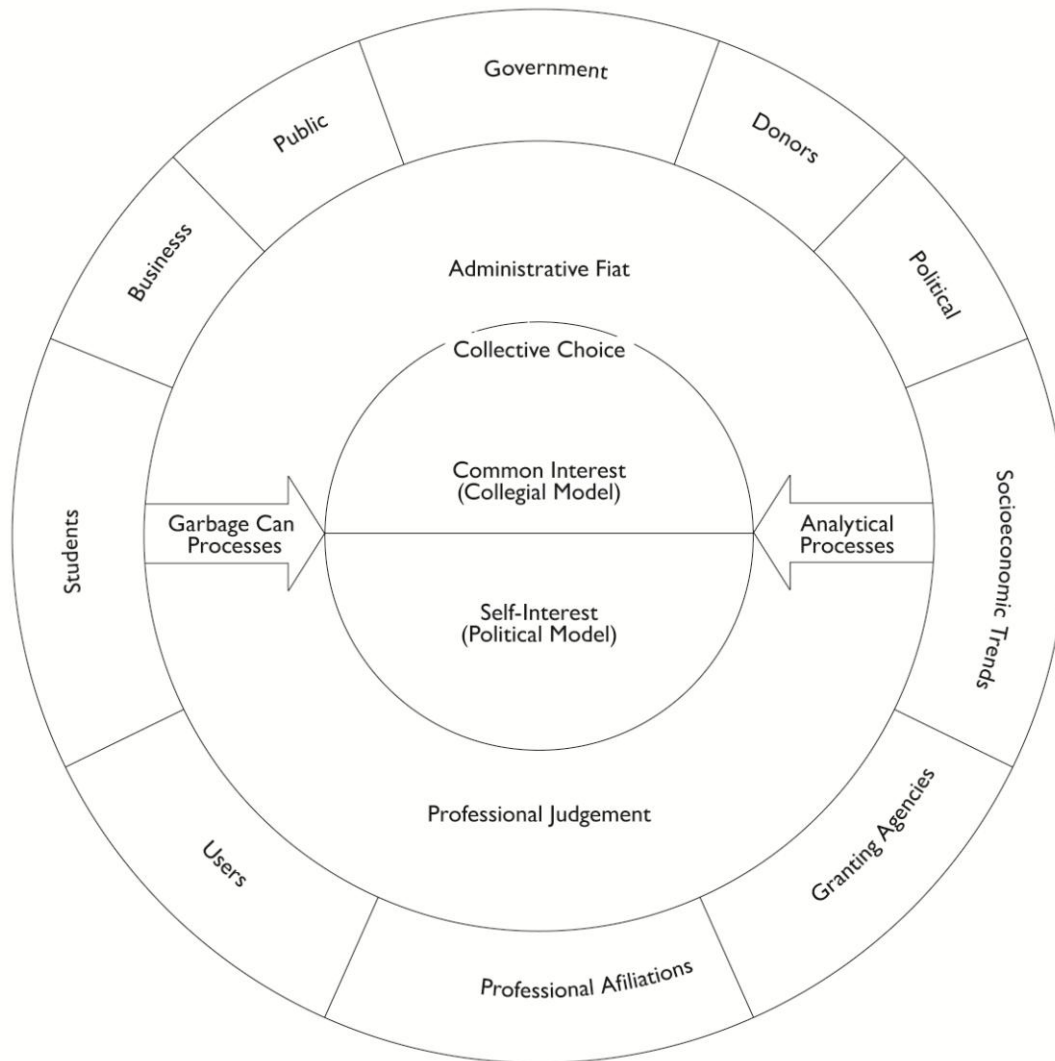 Government
Public
Donors
Businesss
Political
Administrative Fiat
Collective Choice
Common Interest
(Collegial Model)
Garbage Can
Processes
Analytical
Processes
Students
Socioeconomic Trends
Self-Interest
(Political Model)
Professional Judgement
Users
Granting Agencies
Professional Afiliations